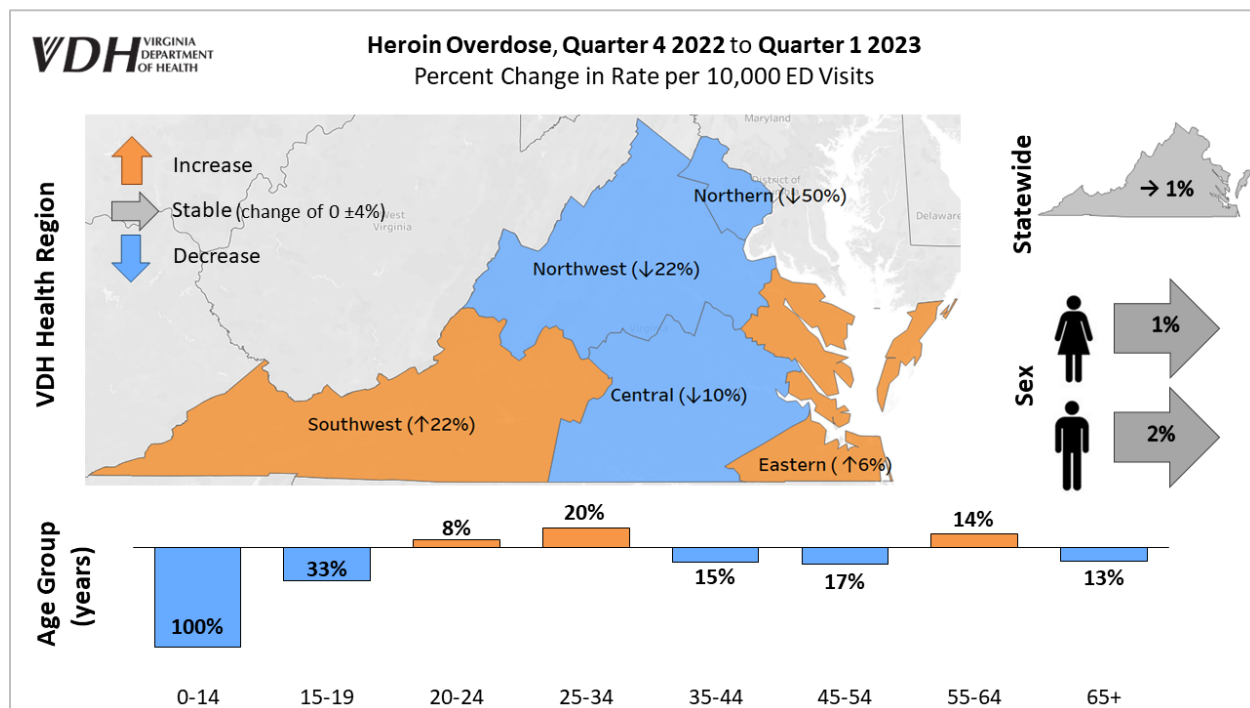 VDH VIRGINIA
DEPARTMENT
OF HEALTH
Heroin Overdose, Quarter 4 2022 to Quarter 1 2023
Percent Change in Rate per 10,000 ED Visits
VDH Health Region
Increase
Stable (change of 0 ±4%)
Decrease
Maryland
District of
West
Virginia
Delaware
Virginia
Northern (↓50%)
Northwest (↓22%)
Central (↓10%)
Southwest (↑22%)
Eastern (↑6%)
Statewide
→ 1%
Sex
1%
2%
Age Group
(years)
100%
33%
8%
20%
15%
17%
14%
13%
0-14 15-19 20-24 25-34 35-44 45-54 55-64 65+